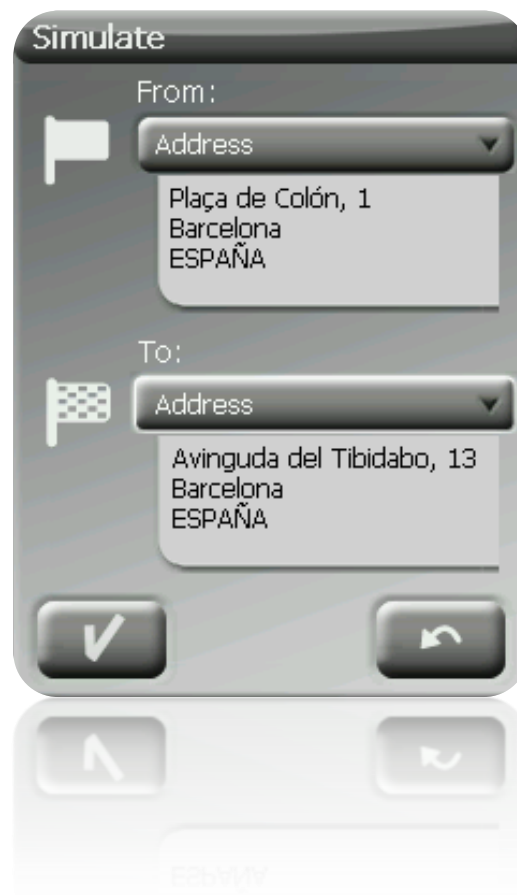 Simulate
From:
Address
Plaça de Colón, 1
Barcelona
ESPAÑA
To:
Address
Avinguda del Tibidabo, 13
Barcelona
ESPAÑA